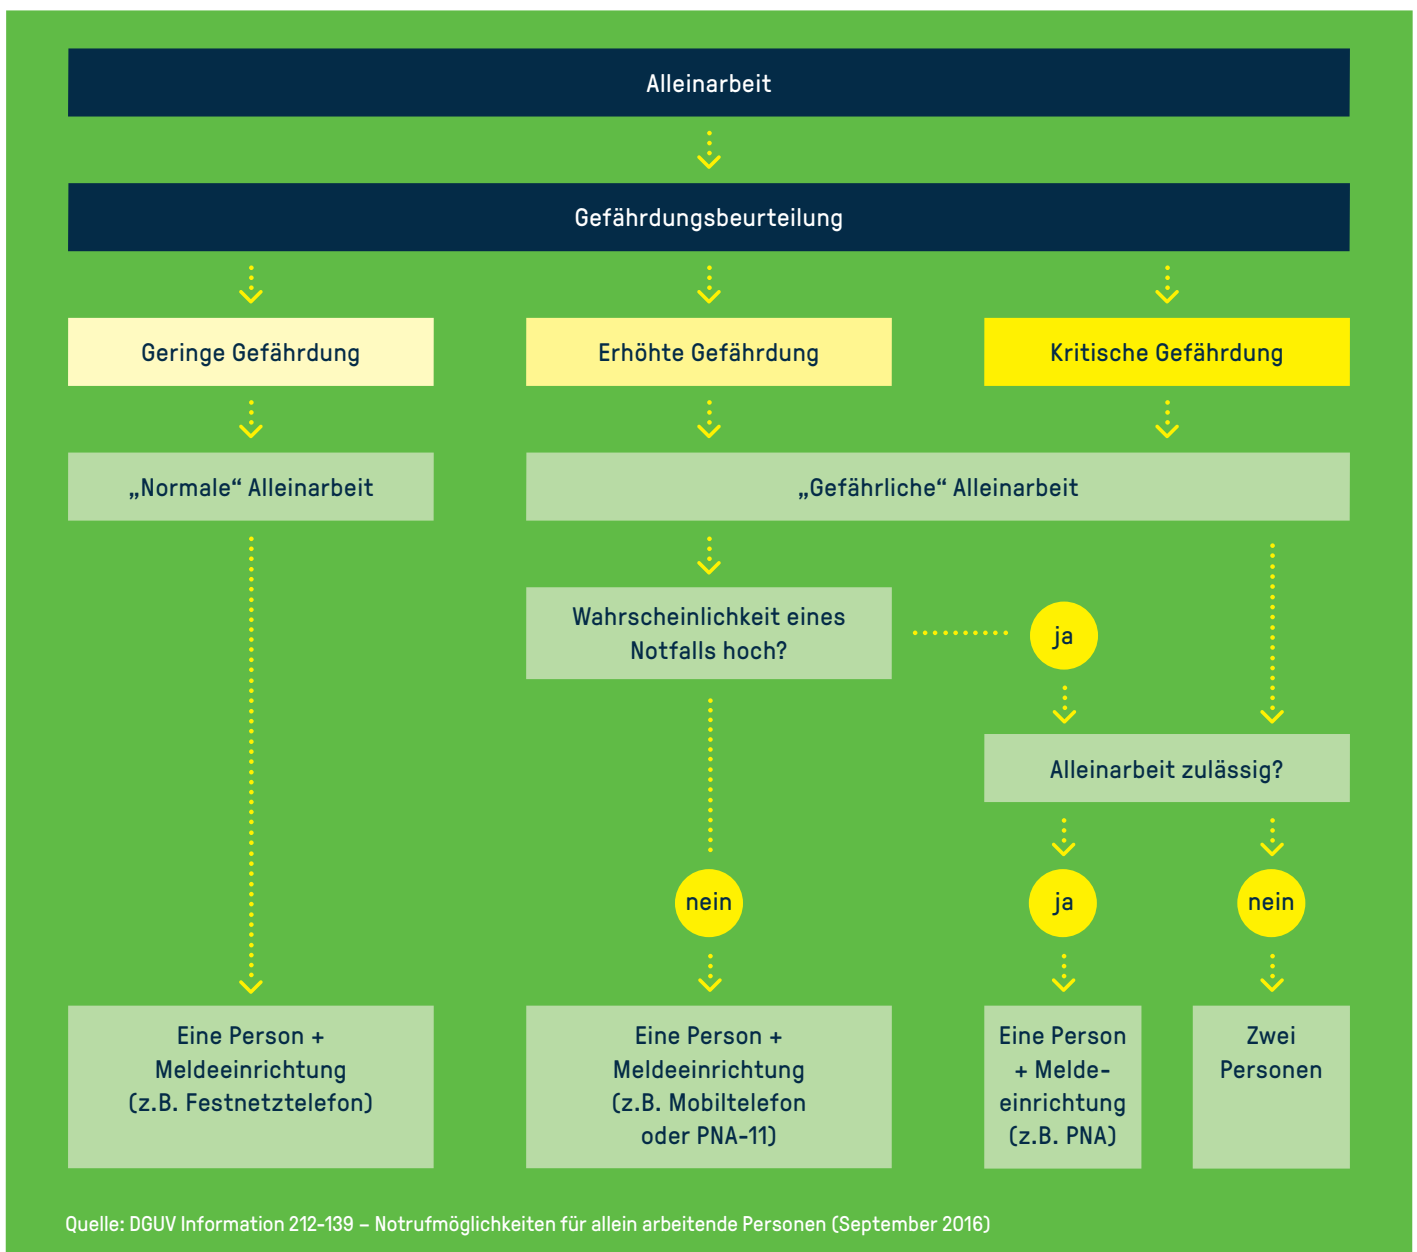 Alleinarbeit
Gefährdungsbeurteilung
Geringe Gefährdung
Erhöhte Gefährdung
Kritische Gefährdung
„Normale“ Alleinarbeit
„Gefährliche“ Alleinarbeit
Wahrscheinlichkeit eines
Notfalls hoch?
ja
Alleinarbeit zulässig?
nein
ja
nein
Eine Person +
Meldeeinrichtung
(z.B. Festnetztelefon)
Eine Person +
Meldeeinrichtung
(z.B. Mobiltelefon
oder PNA-11)
Eine Person
+ Melde-
einrichtung
(z.B. PNA)
Zwei
Personen
Quelle: DGUV Information 212-139 – Notrufmöglichkeiten für allein arbeitende Personen (September 2016)